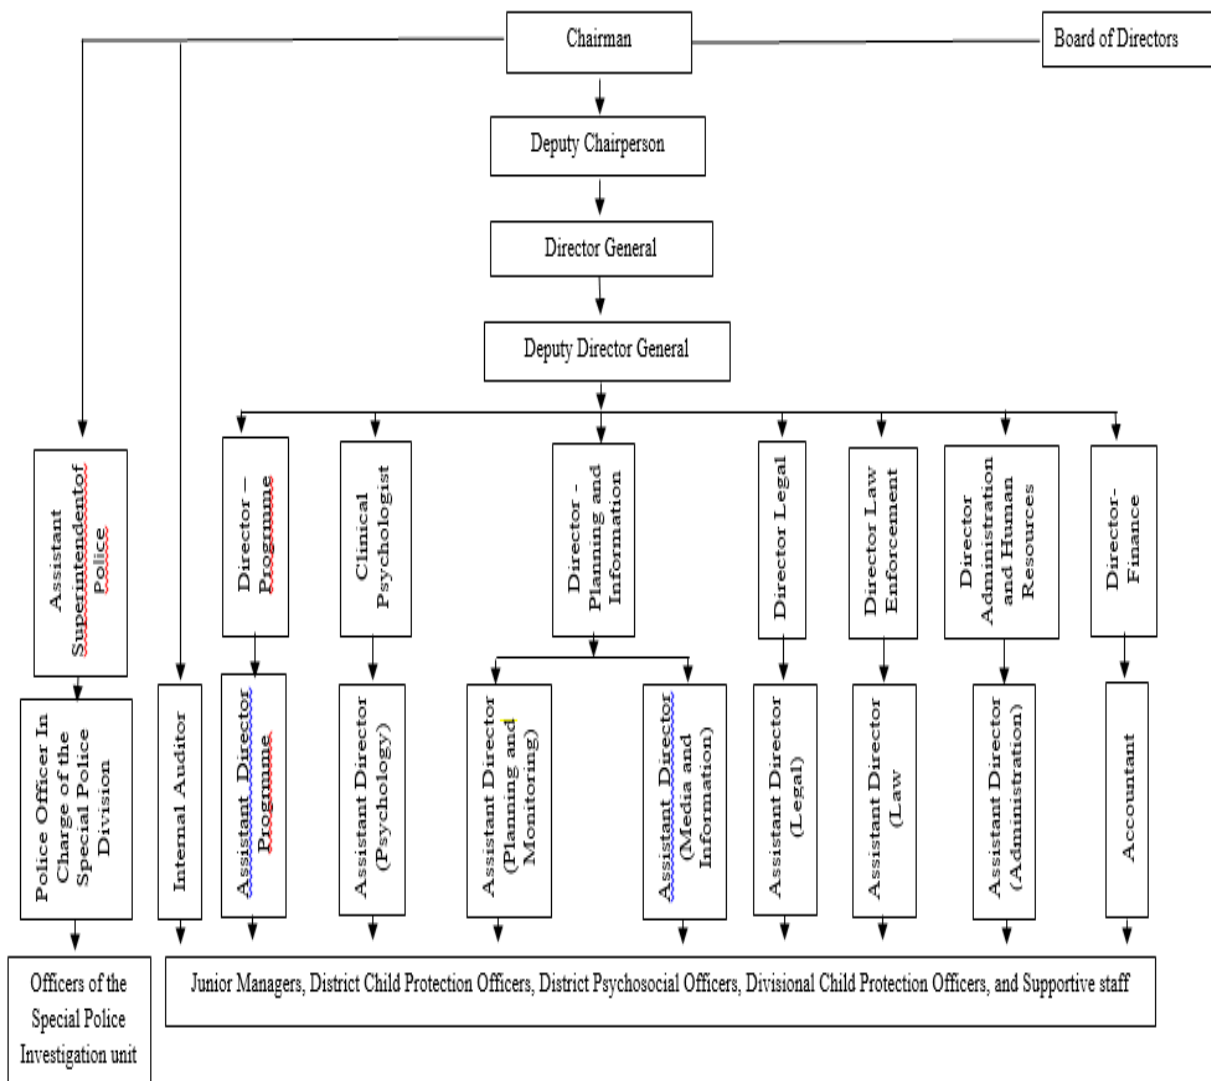 Chairman
Board of Directors
Deputy Chairperson
Director General
Deputy Director General
Assistant
Superintendentof
Police
Director –
Progmme
Clinical
Psychologist
Director -
Planning and
Information
Director Legal
Director Law
Enforcement
Director
Administration
and Human
Resources
Director-
Finance
Police Officer In
Charge of the
Special Police
Division
Internal Auditor
Assistant Director
Progmme
Assistant Director
(Psychology)
Assistant Director
(Planning and
Monitoring)
Assistant Director
(Media and
Information)
Assistant Director
(Legal)
Assistant Director
(Law
Assistant Director
(Administration)
Accountant
Officers of the
Special Police
Investigation unit
Junior Managers, District Child Protection Officers, District Psychosocial Officers, Divisional Child Protection Officers, and Supportive staff